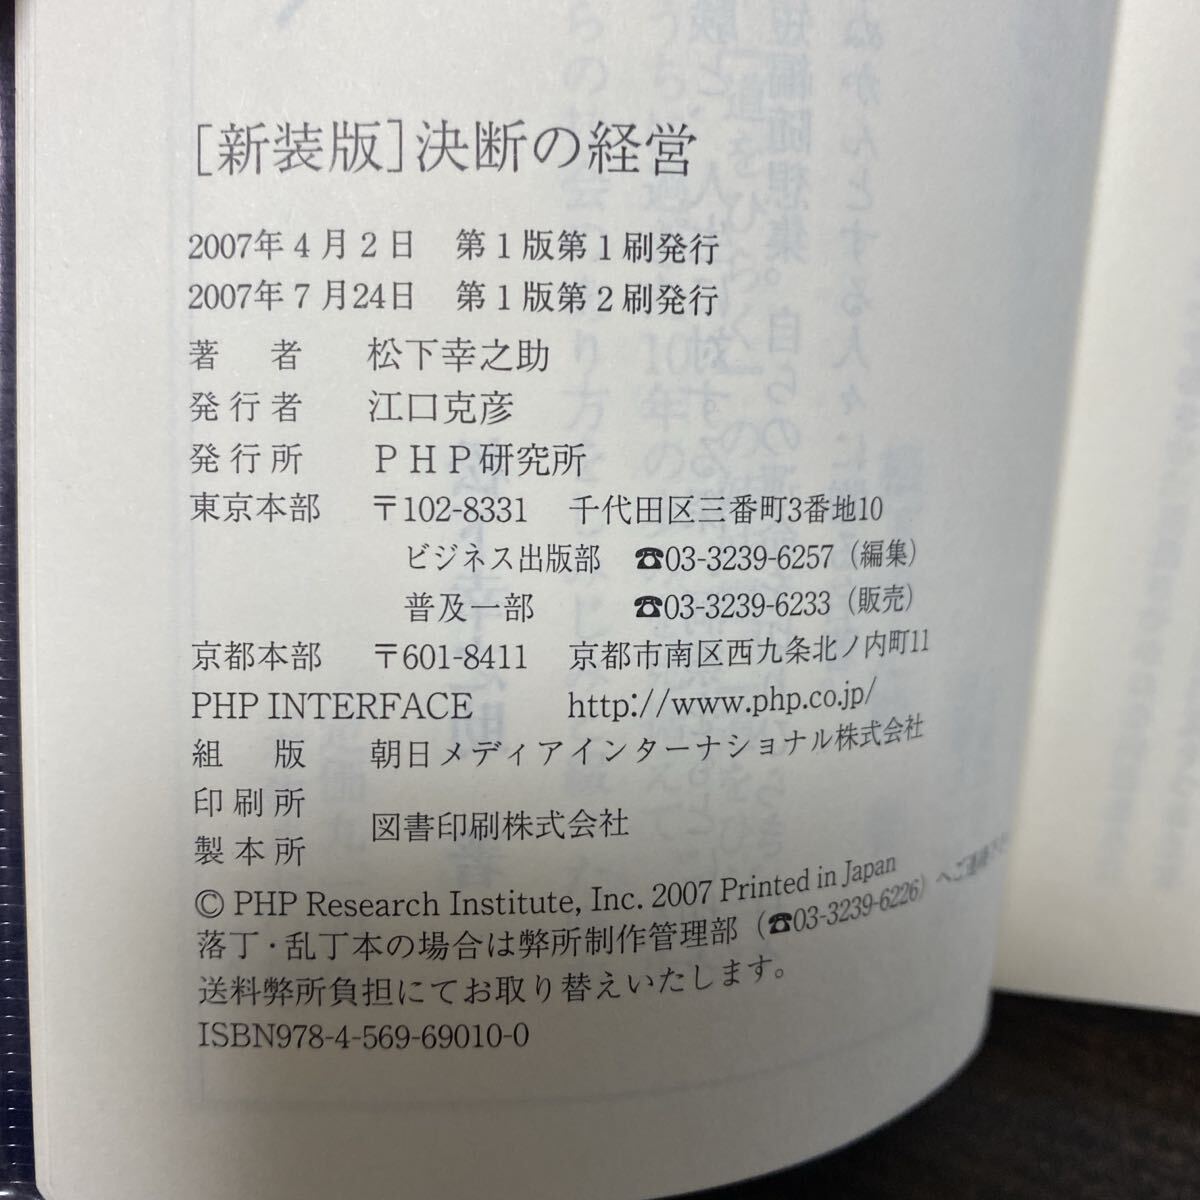 ［新装版］決断の経営
2007年4月2日　第1版第1刷発行
2007年7月24日　第1版第2刷発行
著　者　松下幸之助
発行者　江口克彦
発行所　ＰＨＰ研究所
東京本部　〒102-8331　千代田区三番町3番地10
ビジネス出版部　☎03-3239-6257（編集）
普及一部　☎03-3239-6233（販売）
京都本部　〒601-8411　京都市南区西九条北ノ内町11
PHP INTERFACE　http://www.php.co.jp/
組　版　朝日メディアインターナショナル株式会社
印刷所
製本所　図書印刷株式会社
© PHP Research Institute, Inc. 2007 Printed in Japan
落丁・乱丁本の場合は弊所制作管理部（☎03-3239-6226）へご連絡下さ
送料弊所負担にてお取り替えいたします。
ISBN978-4-569-69010-0